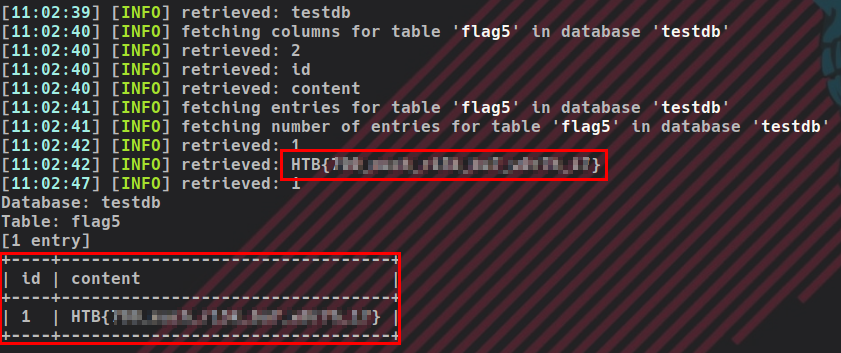 [11:02:39] [INFO] retrieved: testdb
[11:02:40] [INFO] fetching columns for table 'flag5' in database 'testdb'
[11:02:40] [INFO] retrieved: 2
[11:02:40] [INFO] retrieved: id
[11:02:40] [INFO] retrieved: content
[11:02:41] [INFO] fetching entries for table 'flag5' in database 'testdb'
[11:02:41] [INFO] fetching number of entries for table 'flag5' in database 'testdb'
[11:02:42] [INFO] retrieved: 1
[11:02:42] [INFO] retrieved: HTB{ }
[11:02:47] [INFO] retrieved: 1
Database: testdb
Table: flag5
[1 entry]
+----+---------------------------------+
| id | content |
+----+---------------------------------+
| 1 | HTB{ } |
+----+---------------------------------+